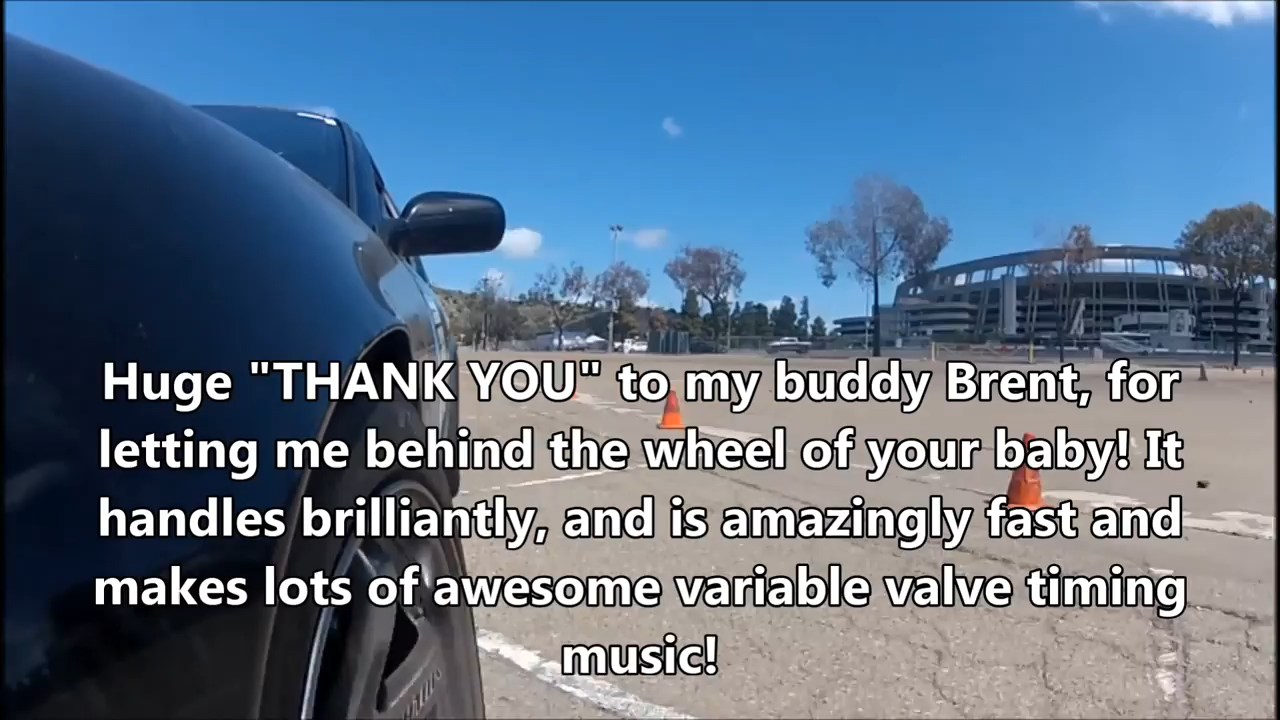 Huge "THANK YOU" to my buddy Brent, for
letting me behind the wheel of your baby! It
handles brilliantly, and is amazingly fast and
makes lots of awesome variable valve timing
music!